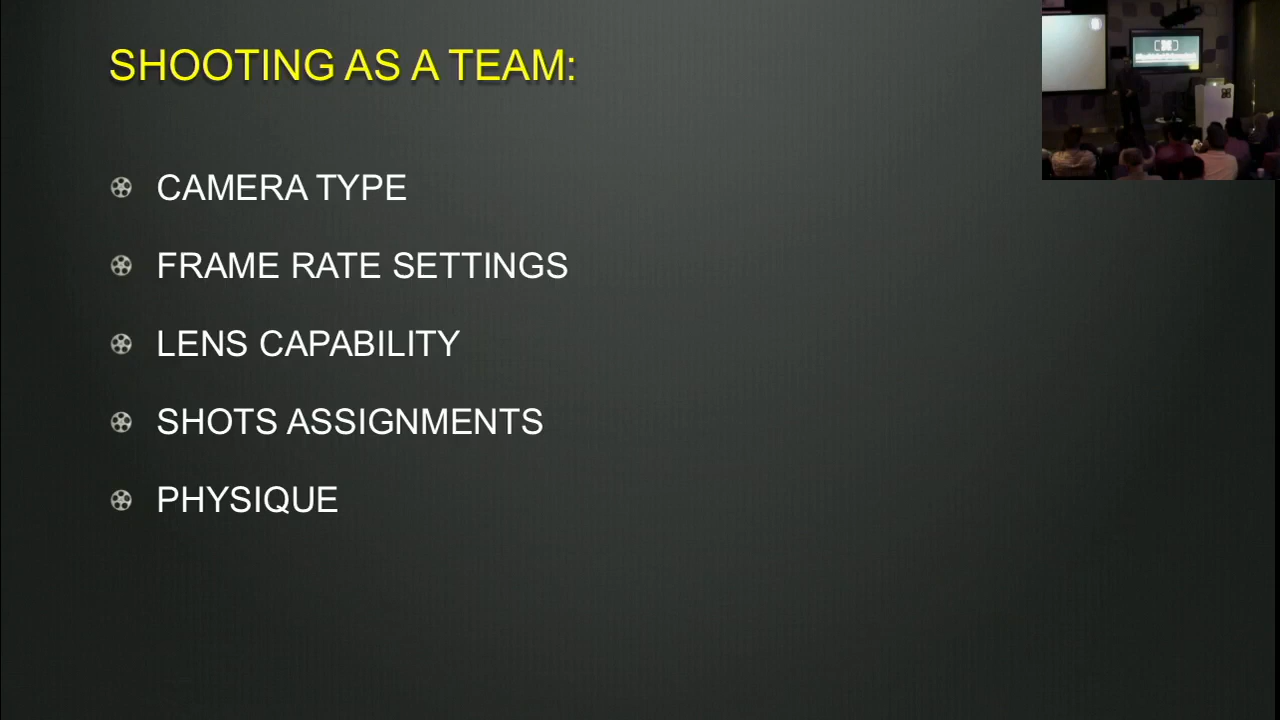 SHOOTING AS A TEAM:
CAMERA TYPE
FRAME RATE SETTINGS
LENS CAPABILITY
SHOTS ASSIGNMENTS
PHYSIQUE